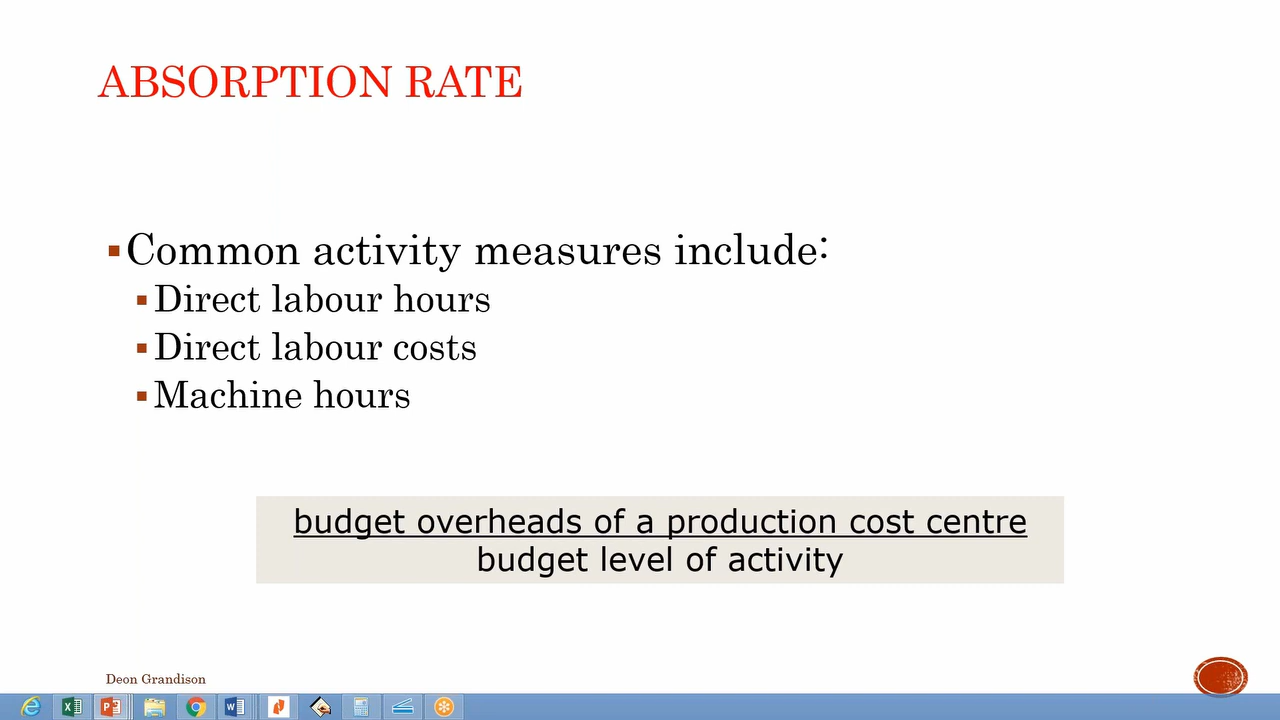 ABSORPTION RATE
Common activity measures include:
Direct labour hours
Direct labour costs
Machine hours
budget overheads of a production cost centre
budget level of activity
Deon Grandison